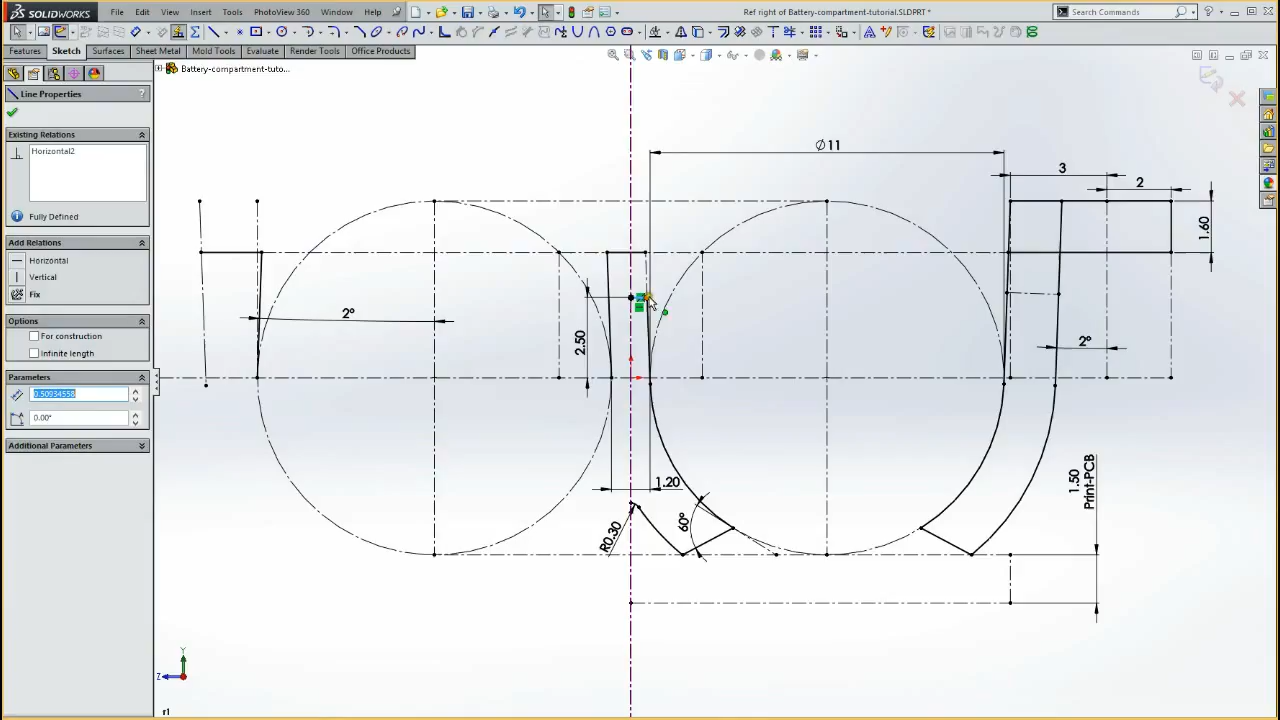 SOLIDWORKS
File Edit View Insert Tools PhotoView 360 Window Help
Ref right of Battery-compartment-tutorial.SLDPRT *
Search Commands
Features Sketch Surfaces Sheet Metal Mold Tools Evaluate Render Tools Office Products
Battery-compartment-tuto...
Line Properties
?
Existing Relations
Horizontal2
Fully Defined
Add Relations
Horizontal
Vertical
Fix
Options
For construction
Infinite length
Parameters
0.50934558
0.00°
Additional Parameters
Ø11
3
2
1.60
2°
2.50
2°
1.20
60°
R0.30
1.50
Print-PCB
Y
Z
r1